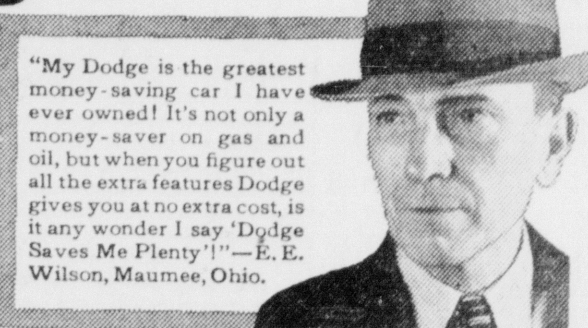 “My Dodge is the greatest
money-saving car I have
ever owned! It's not only a
money-saver on gas and
oil, but when you figure out
all the extra features Dodge
gives you at no extra cost, is
it any wonder I say ‘Dodge
Saves Me Plenty’!”—E. E.
Wilson, Maumee, Ohio.